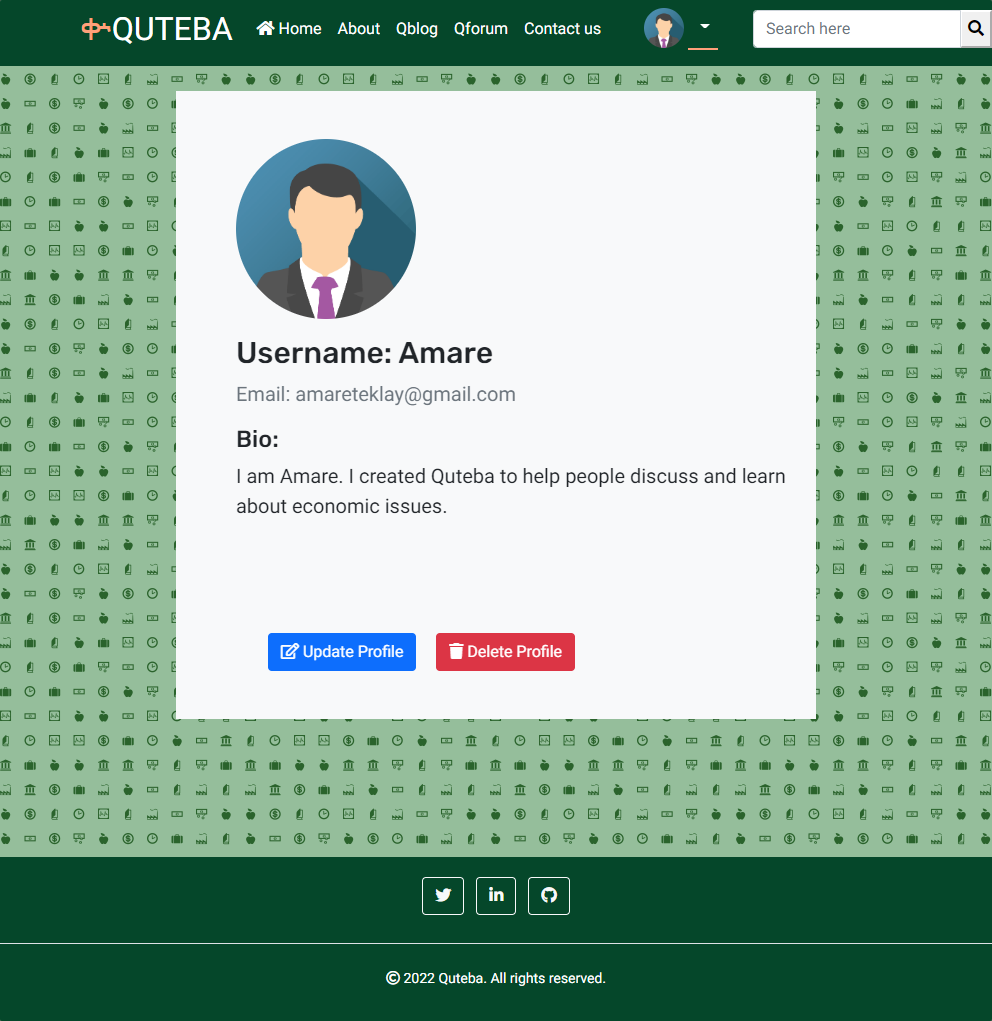 ቍQUTEBA Home About Qblog Qforum Contact us Search here
Username: Amare
Email: amareteklay@gmail.com
Bio:
I am Amare. I created Quteba to help people discuss and learn
about economic issues.
Update Profile Delete Profile
© 2022 Quteba. All rights reserved.